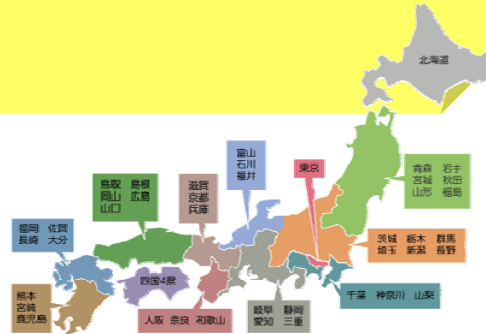 北海道
富山
石川
福井
東京
青森 岩手
宮城 秋田
山形 福島
鳥取 島根
岡山 広島
山口
滋賀
京都
兵庫
福岡 佐賀
長崎 大分
茨城 栃木 群馬
埼玉 新潟 長野
四国4県
千葉 神奈川 山梨
熊本
宮崎
鹿児島
大阪 奈良 和歌山
岐阜 静岡
愛知 三重